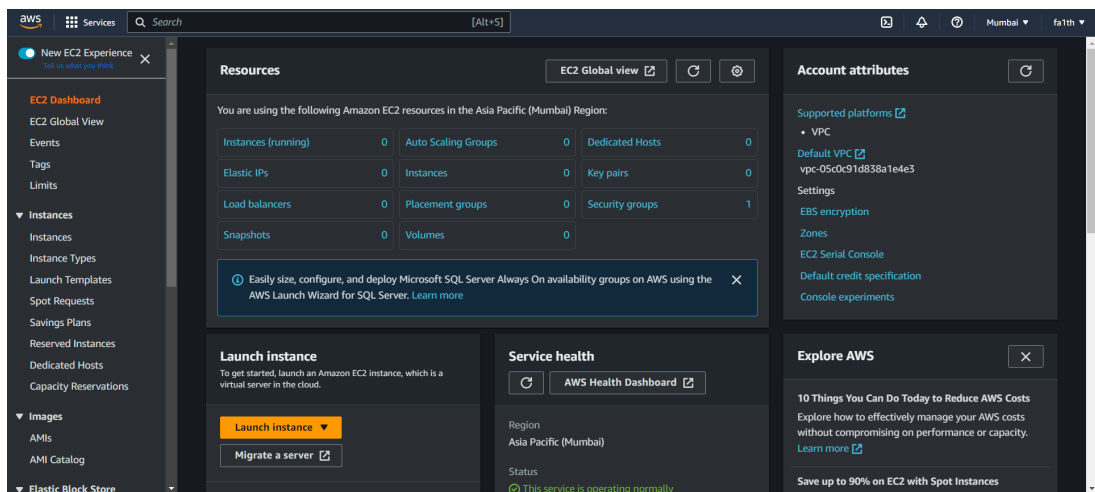 aws
Services
Search
[Alt+S]
Mumbai
fa1th
New EC2 Experience
Tell us what you think
EC2 Dashboard
EC2 Global View
Events
Tags
Limits
Instances
Instances
Instance Types
Launch Templates
Spot Requests
Savings Plans
Reserved Instances
Dedicated Hosts
Capacity Reservations
Images
AMIs
AMI Catalog
Elastic Block Store
Resources
EC2 Global view
You are using the following Amazon EC2 resources in the Asia Pacific (Mumbai) Region:
Instances (running) 0 Auto Scaling Groups 0 Dedicated Hosts 0
Elastic IPs 0 Instances 0 Key pairs 0
Load balancers 0 Placement groups 0 Security groups 1
Snapshots 0 Volumes 0
Easily size, configure, and deploy Microsoft SQL Server Always On availability groups on AWS using the
AWS Launch Wizard for SQL Server. Learn more
Launch instance
To get started, launch an Amazon EC2 instance, which is a
virtual server in the cloud.
Launch instance
Migrate a server
Service health
AWS Health Dashboard
Region
Asia Pacific (Mumbai)
Status
This service is operating normally
Account attributes
Supported platforms
• VPC
Default VPC
vpc-05c0c91d838a1e4e3
Settings
EBS encryption
Zones
EC2 Serial Console
Default credit specification
Console experiments
Explore AWS
10 Things You Can Do Today to Reduce AWS Costs
Explore how to effectively manage your AWS costs
without compromising on performance or capacity.
Learn more
Save up to 90% on EC2 with Spot Instances